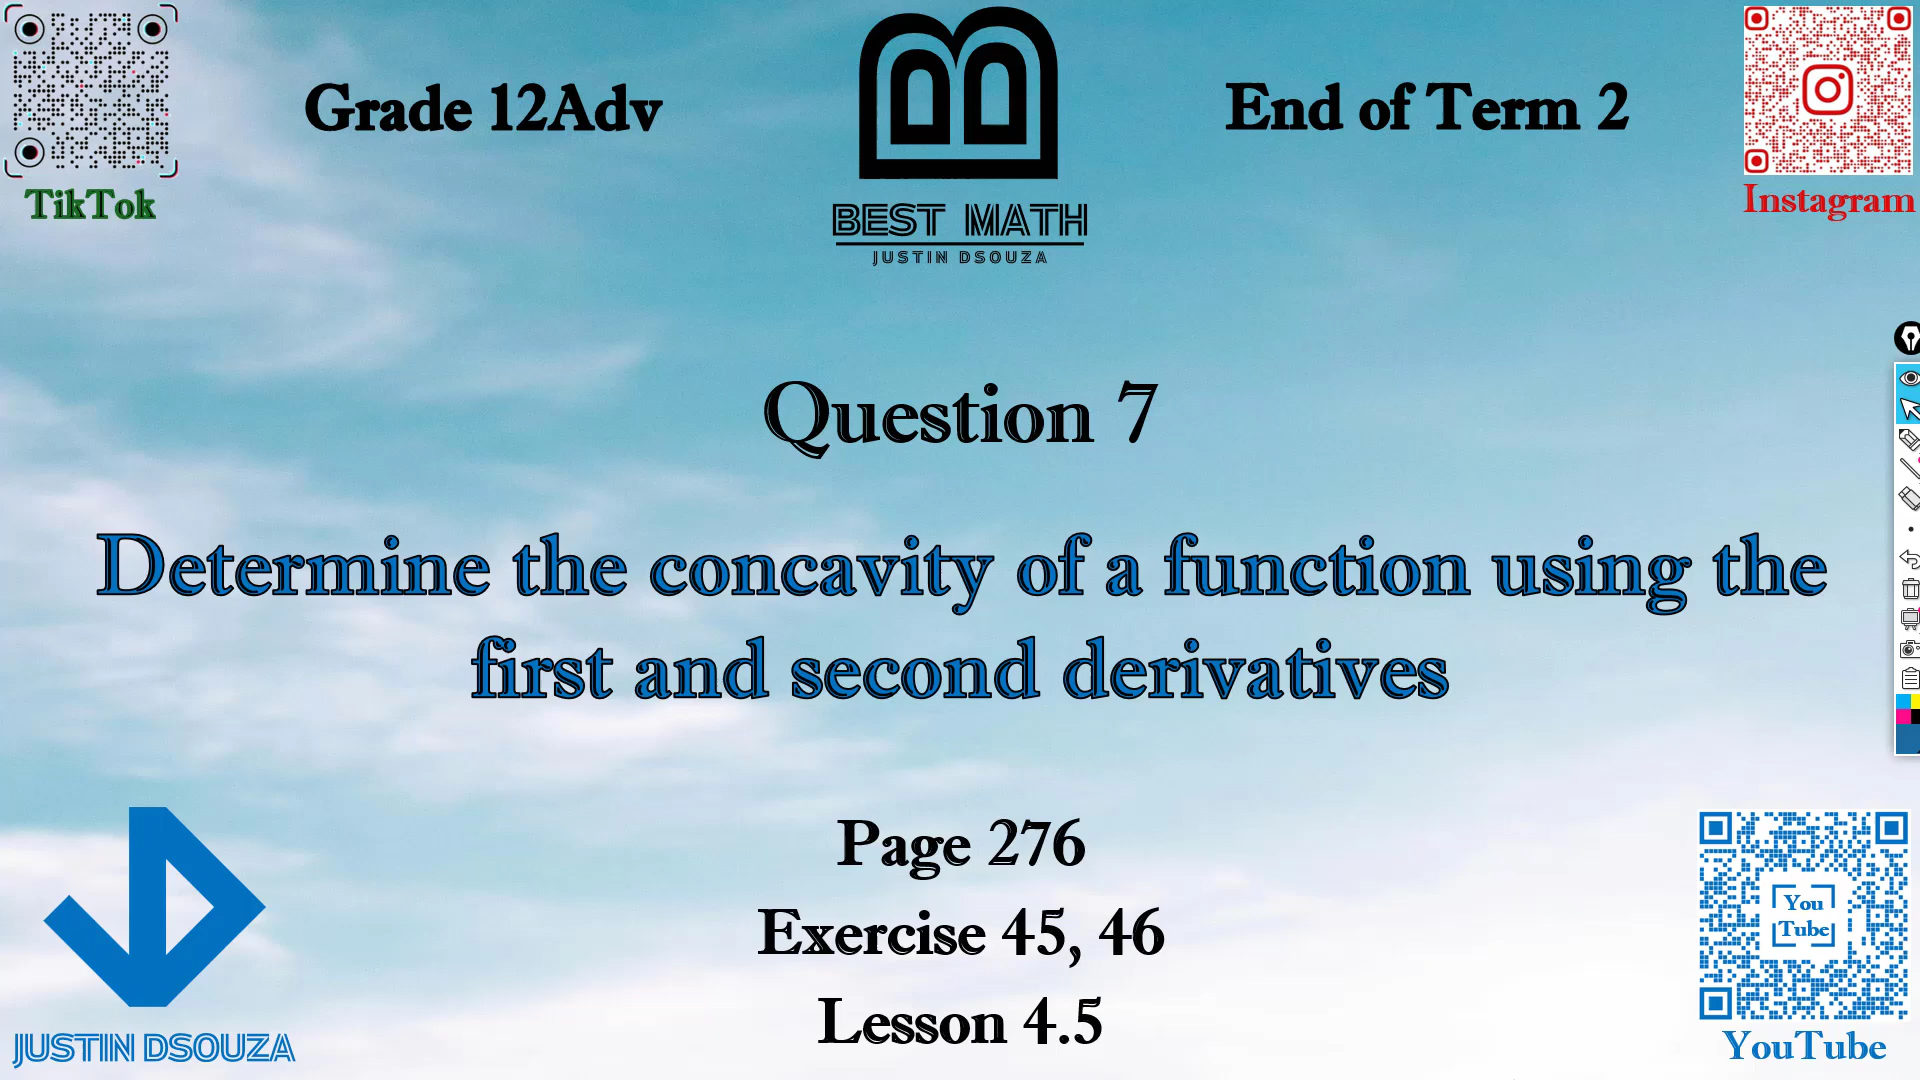 Grade 12Adv
End of Term 2
TikTok
BEST MATH
JUSTIN DSOUZA
Instagram
Question 7
Determine the concavity of a function using the
first and second derivatives
Page 276
Exercise 45, 46
Lesson 4.5
JUSTIN DSOUZA
You
Tube
YouTube